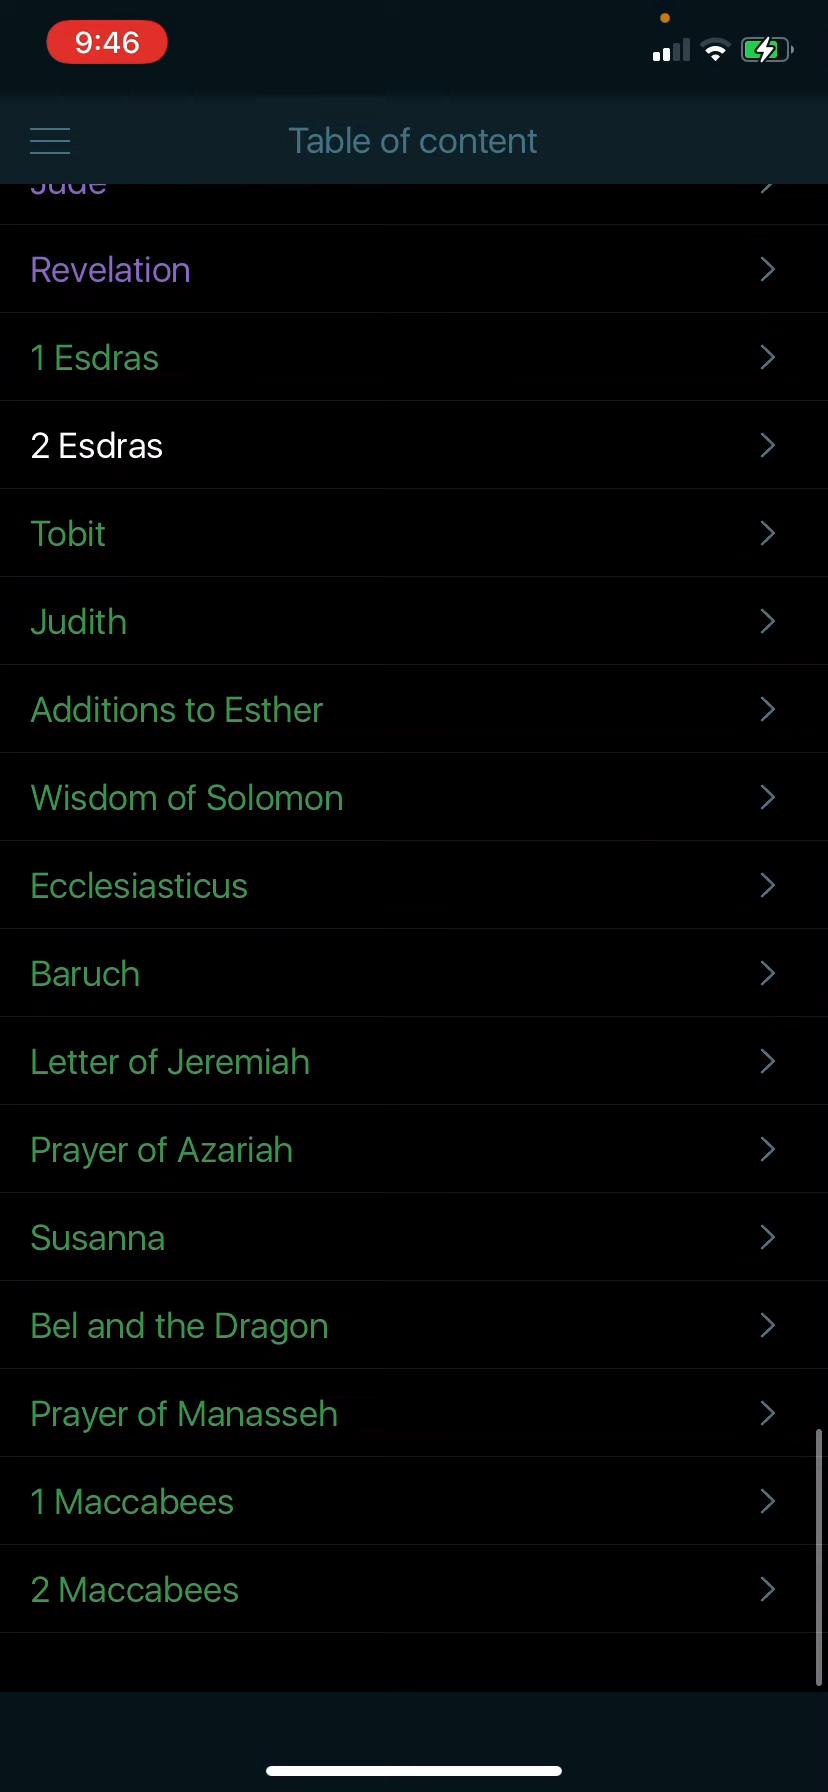 9:46
Table of content
Jude
Revelation
1 Esdras
2 Esdras
Tobit
Judith
Additions to Esther
Wisdom of Solomon
Ecclesiasticus
Baruch
Letter of Jeremiah
Prayer of Azariah
Susanna
Bel and the Dragon
Prayer of Manasseh
1 Maccabees
2 Maccabees